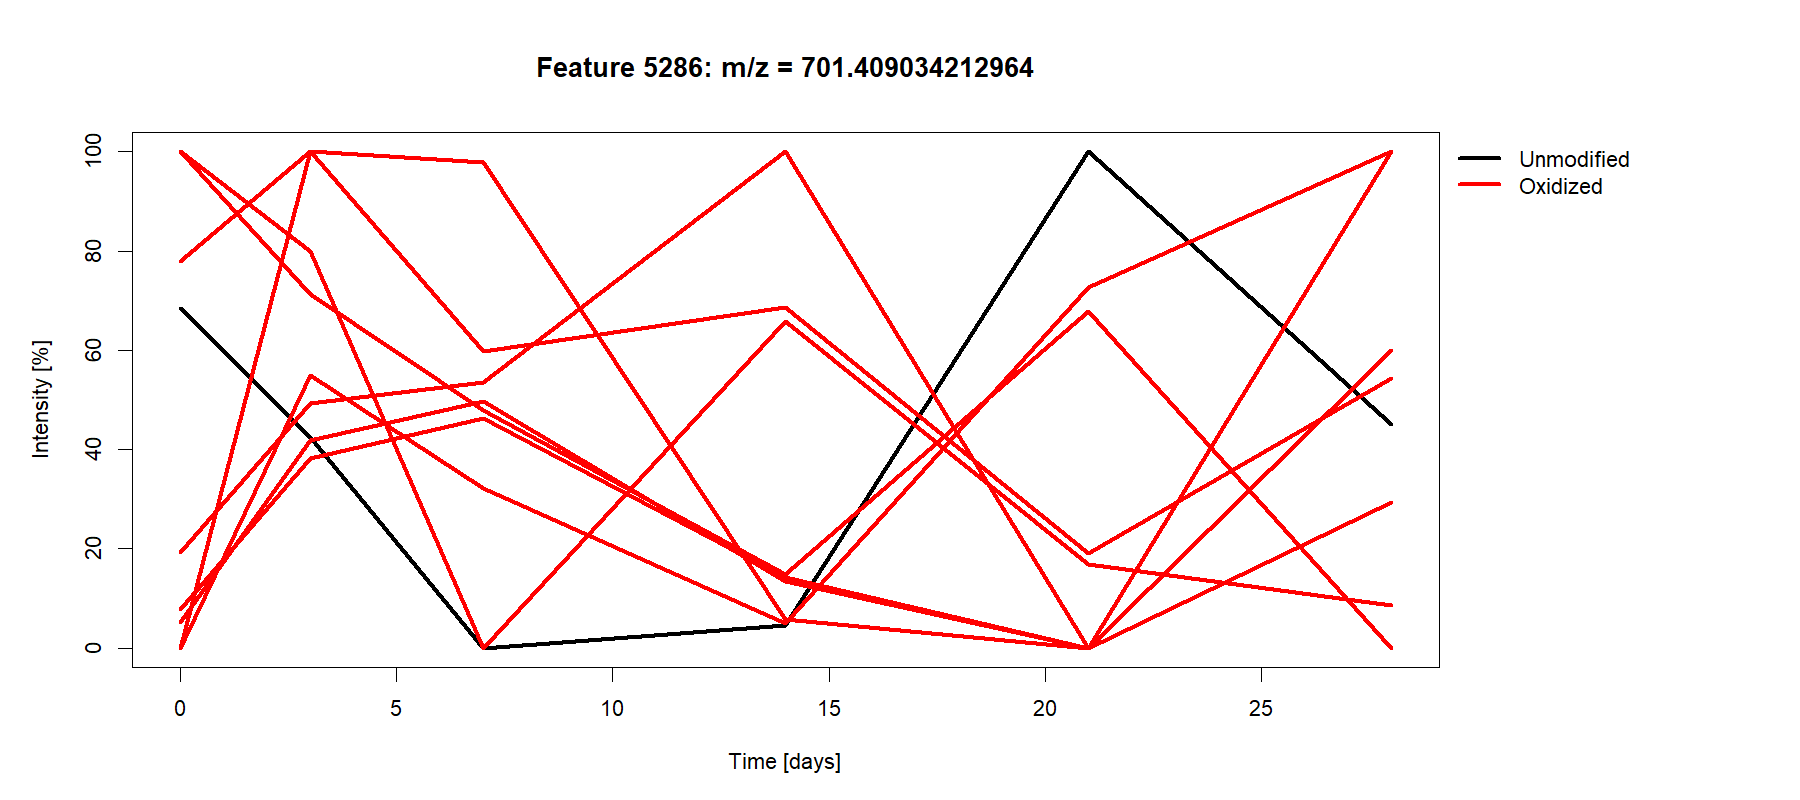 Feature 5286: m/z = 701.409034212964
Unmodified
Oxidized
Intensity [%]
100
80
60
40
20
0
0 5 10 15 20 25
Time [days]